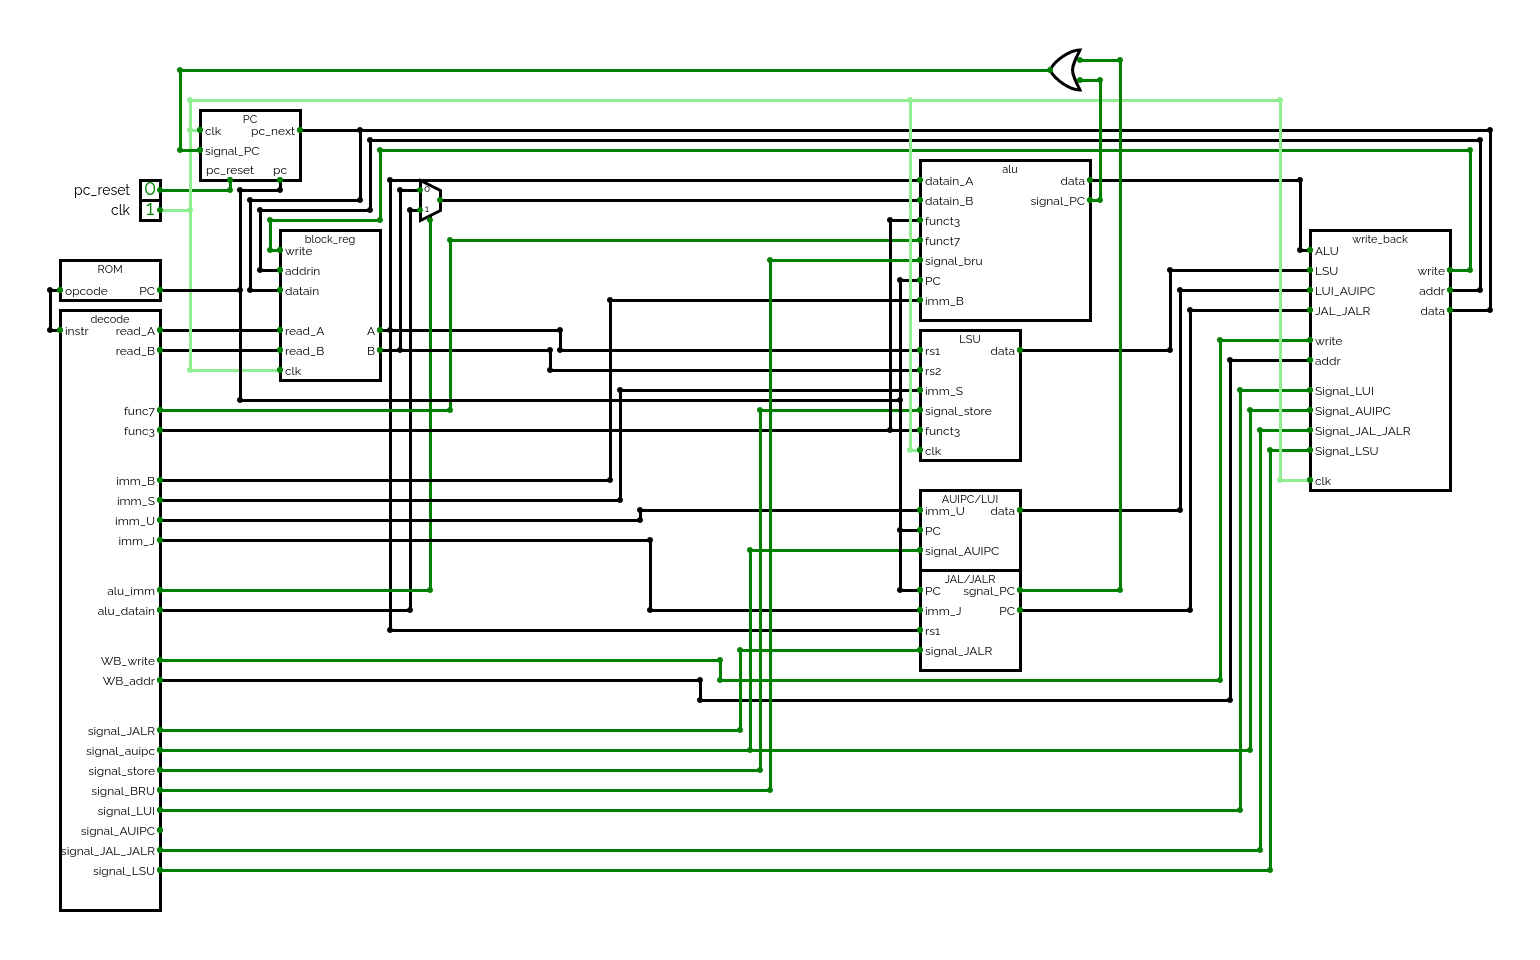 PC
clk pc_next
signal_PC
pc_reset pc
pc_reset 0
clk 1
ROM
opcode PC
decode
instr read_A
read_B
func7
func3
imm_B
imm_S
imm_U
imm_J
alu_imm
alu_datain
WB_write
WB_addr
signal_JALR
signal_auipc
signal_store
signal_BRU
signal_LUI
signal_AUIPC
signal_JAL_JALR
signal_LSU
block_reg
write
addrin
datain
read_A A
read_B B
clk
0
1
alu
datain_A data
datain_B signal_PC
funct3
funct7
signal_bru
PC
imm_B
LSU
rs1 data
rs2
imm_S
signal_store
funct3
clk
AUIPC/LUI
imm_U data
PC
signal_AUIPC
JAL/JALR
PC sgnal_PC
imm_J PC
rs1
signal_JALR
write_back
ALU
LSU write
LUI_AUIPC addr
JAL_JALR data
write
addr
Signal_LUI
Signal_AUIPC
Signal_JAL_JALR
Signal_LSU
clk